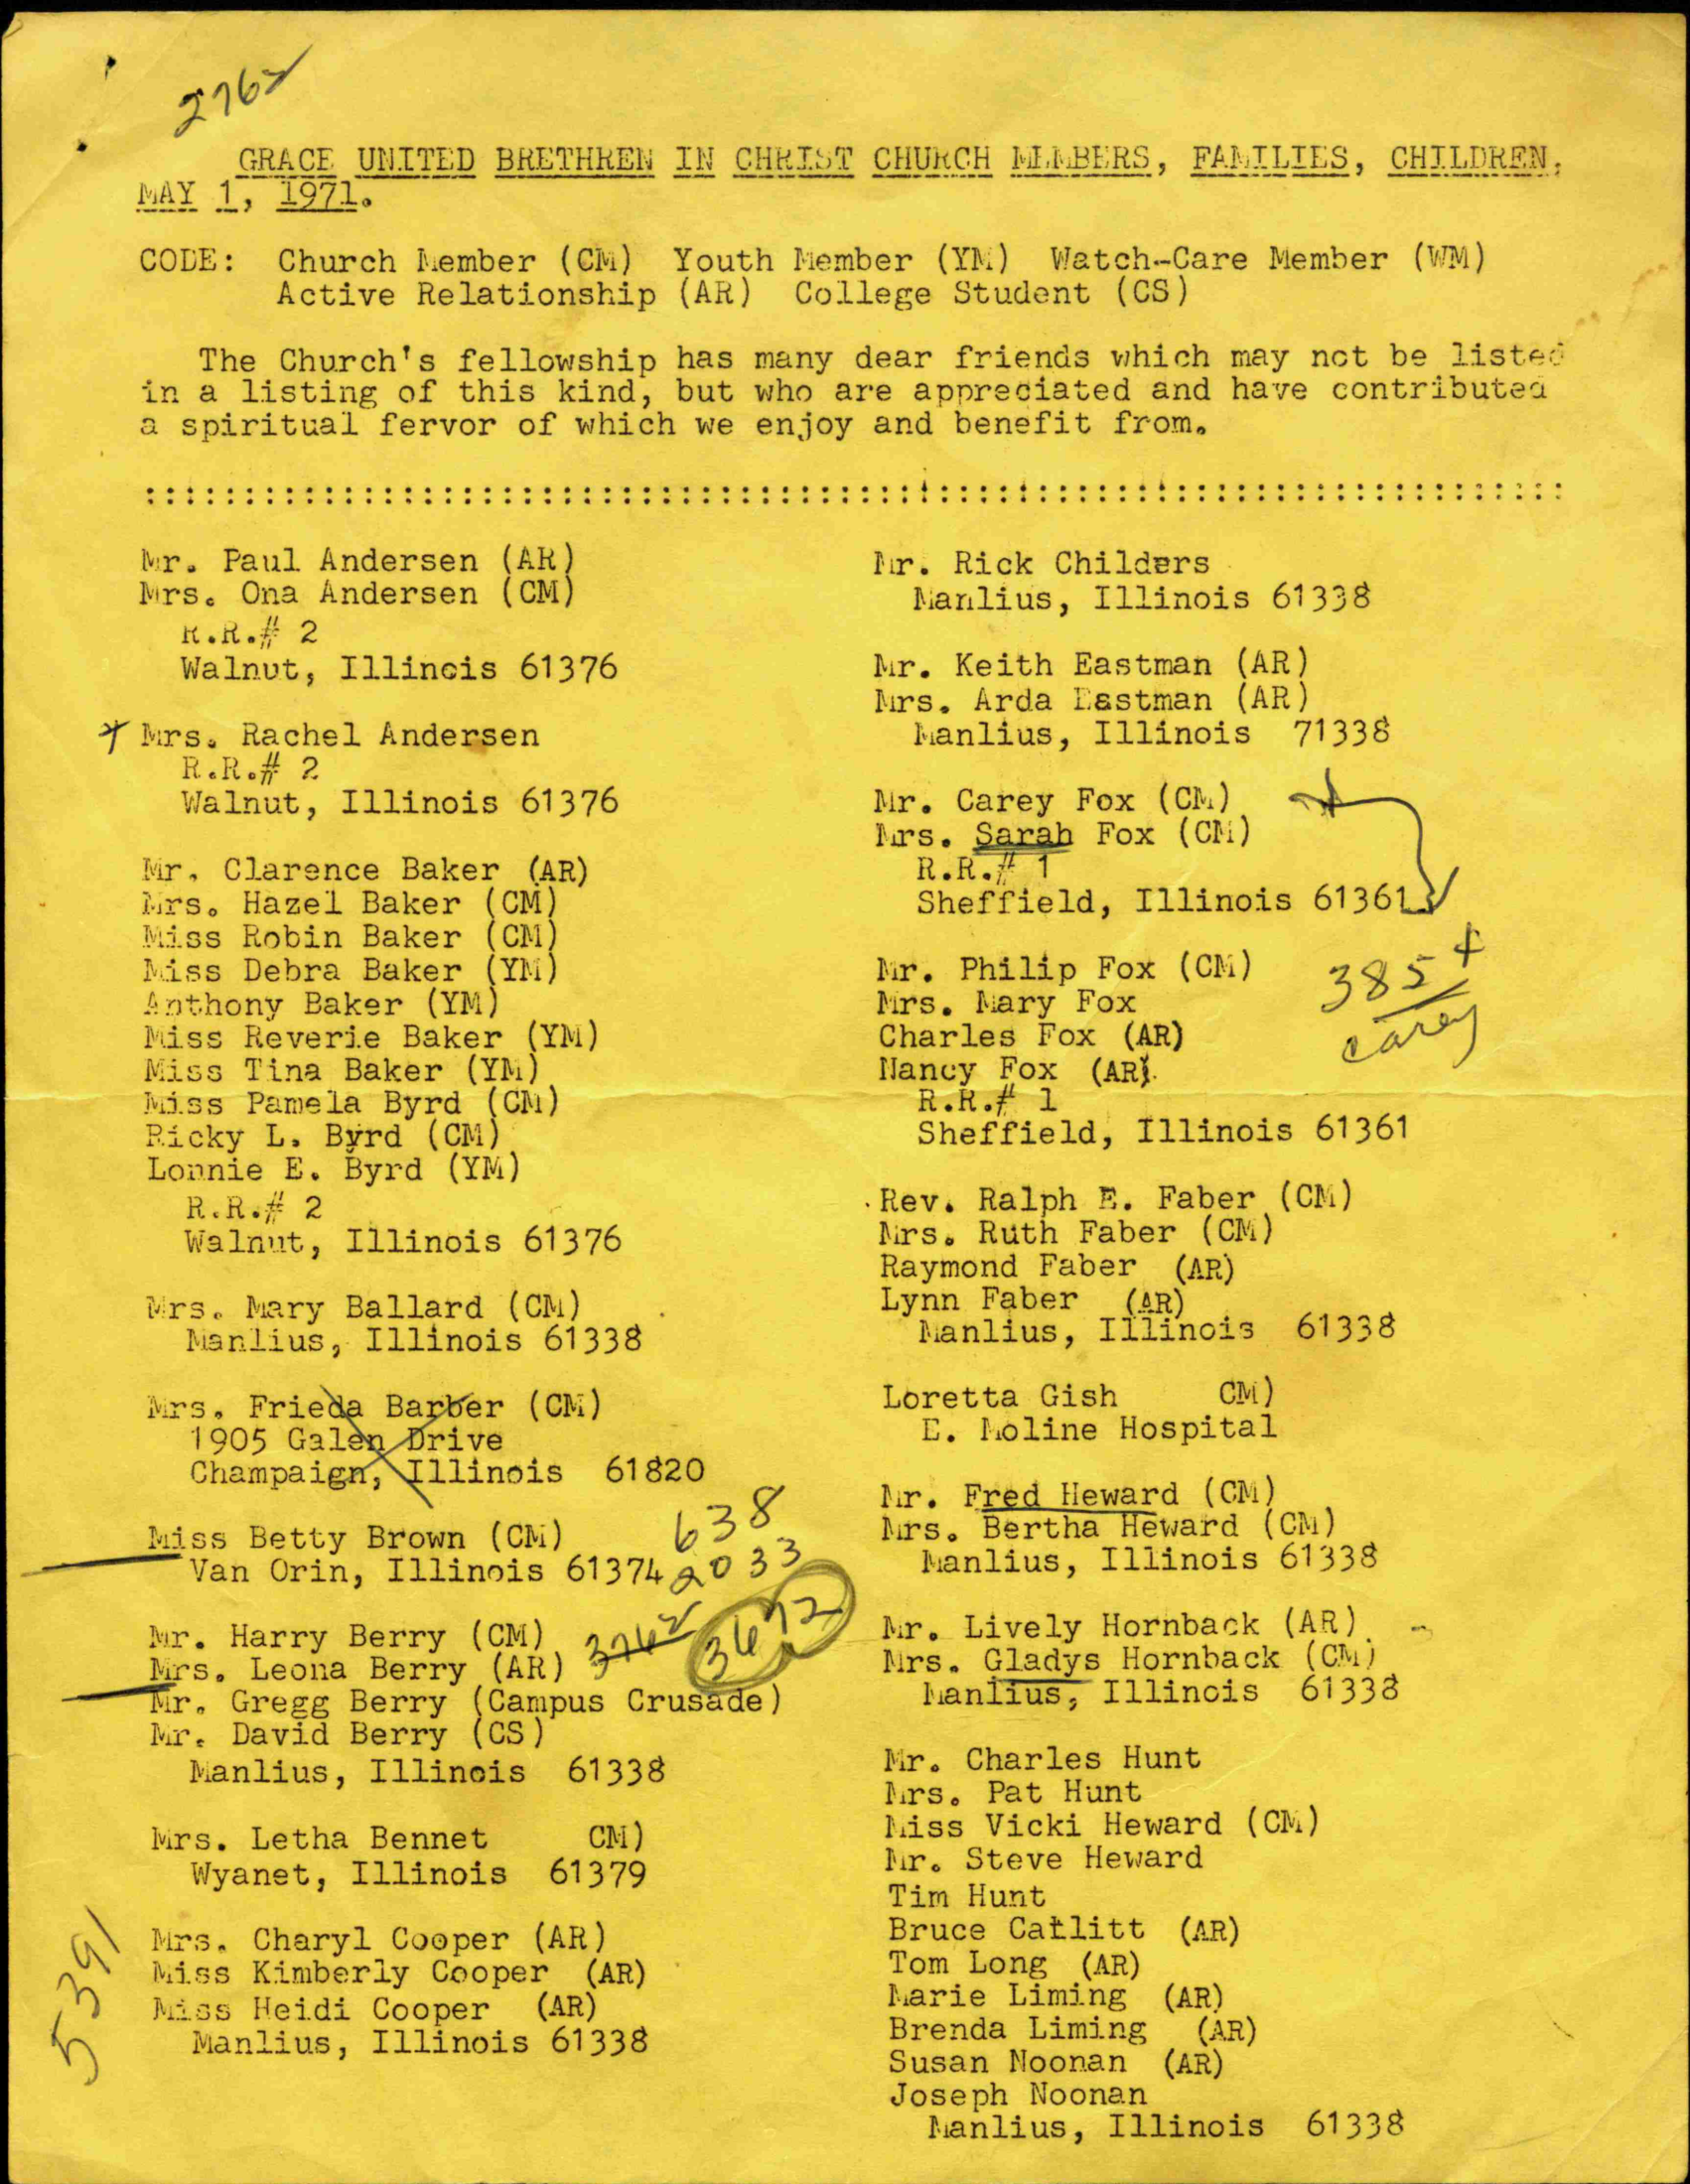 2762
GRACE UNITED BRETHREN IN CHRIST CHURCH MEMBERS, FAMILIES, CHILDREN,
MAY 1, 1971.
CODE: Church Member (CM) Youth Member (YM) Watch-Care Member (WM)
Active Relationship (AR) College Student (CS)
The Church's fellowship has many dear friends which may not be listed
in a listing of this kind, but who are appreciated and have contributed
a spiritual fervor of which we enjoy and benefit from.
Mr. Paul Andersen (AR)
Mrs. Ona Andersen (CM)
R.R.# 2
Walnut, Illinois 61376
Mrs. Rachel Andersen
R.R.# 2
Walnut, Illinois 61376
Mr. Clarence Baker (AR)
Mrs. Hazel Baker (CM)
Miss Robin Baker (CM)
Miss Debra Baker (YM)
Anthony Baker (YM)
Miss Reverie Baker (YM)
Miss Tina Baker (YM)
Miss Pamela Byrd (CM)
Ricky L. Byrd (CM)
Lonnie E. Byrd (YM)
R.R.# 2
Walnut, Illinois 61376
Mrs. Mary Ballard (CM)
Manlius, Illinois 61338
Mrs. Frieda Barber (CM)
1905 Galen Drive
Champaign, Illinois 61820
Miss Betty Brown (CM)
Van Orin, Illinois 61374
638
2033
Mr. Harry Berry (CM)
Mrs. Leona Berry (AR)
3762
3672
Mr. Gregg Berry (Campus Crusade)
Mr. David Berry (CS)
Manlius, Illinois 61338
Mrs. Letha Bennet CM)
Wyanet, Illinois 61379
Mrs. Charyl Cooper (AR)
Miss Kimberly Cooper (AR)
Miss Heidi Cooper (AR)
Manlius, Illinois 61338
5391
Mr. Rick Childers
Manlius, Illinois 61338
Mr. Keith Eastman (AR)
Mrs. Arda Eastman (AR)
Manlius, Illinois 71338
Mr. Carey Fox (CM)
Mrs. Sarah Fox (CM)
R.R.# 1
Sheffield, Illinois 61361
385+
carey
Mr. Philip Fox (CM)
Mrs. Mary Fox
Charles Fox (AR)
Nancy Fox (AR).
R.R.# 1
Sheffield, Illinois 61361
Rev. Ralph E. Faber (CM)
Mrs. Ruth Faber (CM)
Raymond Faber (AR)
Lynn Faber (AR)
Manlius, Illinois 61338
Loretta Gish CM)
E. Moline Hospital
Mr. Fred Heward (CM)
Mrs. Bertha Heward (CM)
Manlius, Illinois 61338
Mr. Lively Hornback (AR)
Mrs. Gladys Hornback (CM)
Manlius, Illinois 61338
Mr. Charles Hunt
Mrs. Pat Hunt
Miss Vicki Heward (CM)
Mr. Steve Heward
Tim Hunt
Bruce Catlitt (AR)
Tom Long (AR)
Marie Liming (AR)
Brenda Liming (AR)
Susan Noonan (AR)
Joseph Noonan
Manlius, Illinois 61338